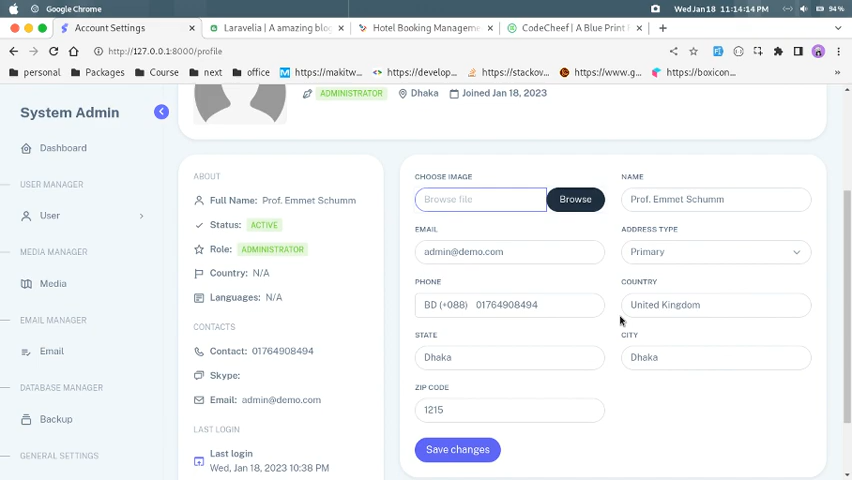 Google Chrome
Wed Jan 18 11:14:14 PM
94 %
Account Settings
Laravelia | A amazing blog
Hotel Booking Manageme
CodeCheef | A Blue Print &
http://127.0.0.1:8000/profile
personal
Packages
Course
next
office
https://makitw...
https://develop...
https://stackov...
https://www.g...
https://boxicon...
System Admin
Dashboard
USER MANAGER
User
MEDIA MANAGER
Media
EMAIL MANAGER
Email
DATABASE MANAGER
Backup
GENERAL SETTINGS
ADMINISTRATOR
Dhaka
Joined Jan 18, 2023
ABOUT
Full Name: Prof. Emmet Schumm
Status: ACTIVE
Role: ADMINISTRATOR
Country: N/A
Languages: N/A
CONTACTS
Contact: 01764908494
Skype:
Email: admin@demo.com
LAST LOGIN
Last login
Wed, Jan 18, 2023 10:38 PM
CHOOSE IMAGE
Browse file
Browse
NAME
Prof. Emmet Schumm
EMAIL
admin@demo.com
ADDRESS TYPE
Primary
PHONE
BD (+088) 01764908494
COUNTRY
United Kingdom
STATE
Dhaka
CITY
Dhaka
ZIP CODE
1215
Save changes